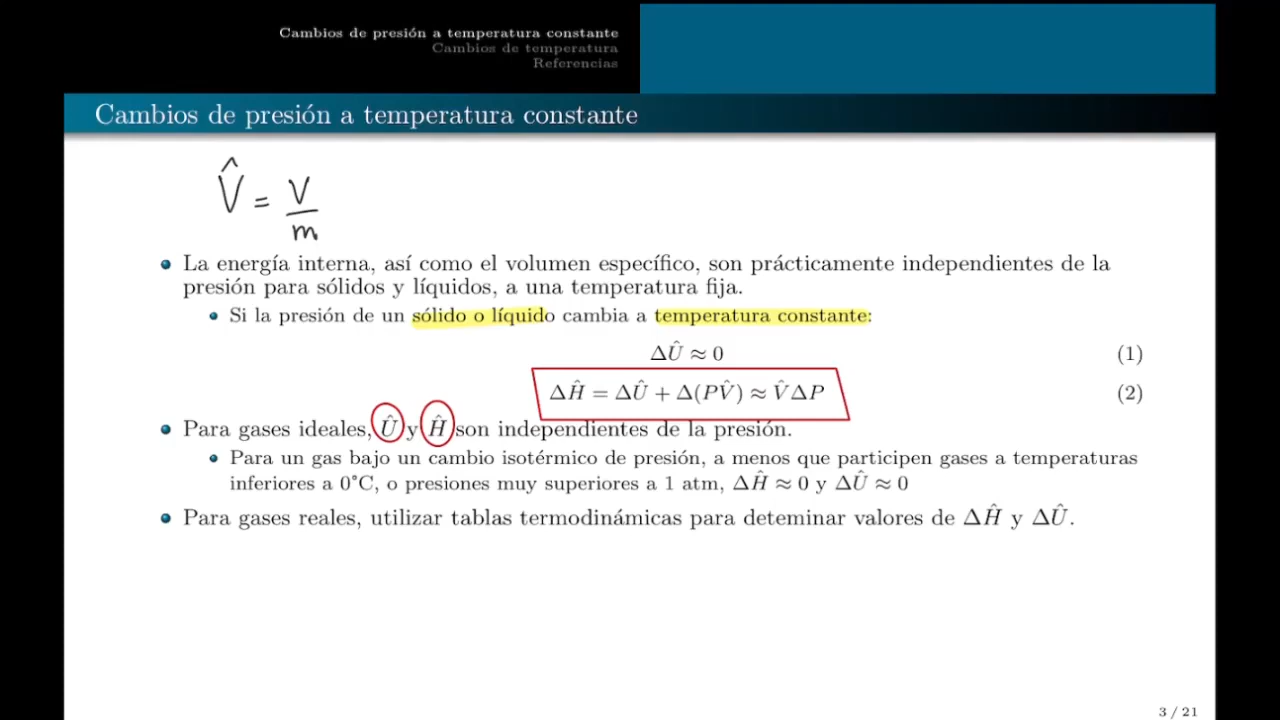 Cambios de presión a temperatura constante
Cambios de temperatura
Referencias
Cambios de presión a temperatura constante
V̂ = V/m
La energía interna, así como el volumen específico, son prácticamente independientes de la
presión para sólidos y líquidos, a una temperatura fija.
Si la presión de un sólido o líquido cambia a temperatura constante:
ΔÛ ≈ 0 (1)
ΔĤ = ΔÛ + Δ(PV̂) ≈ V̂ΔP (2)
Para gases ideales, Û y Ĥ son independientes de la presión.
Para un gas bajo un cambio isotérmico de presión, a menos que participen gases a temperaturas
inferiores a 0°C, o presiones muy superiores a 1 atm, ΔĤ ≈ 0 y ΔÛ ≈ 0
Para gases reales, utilizar tablas termodinámicas para deteminar valores de ΔĤ y ΔÛ.
3 / 21